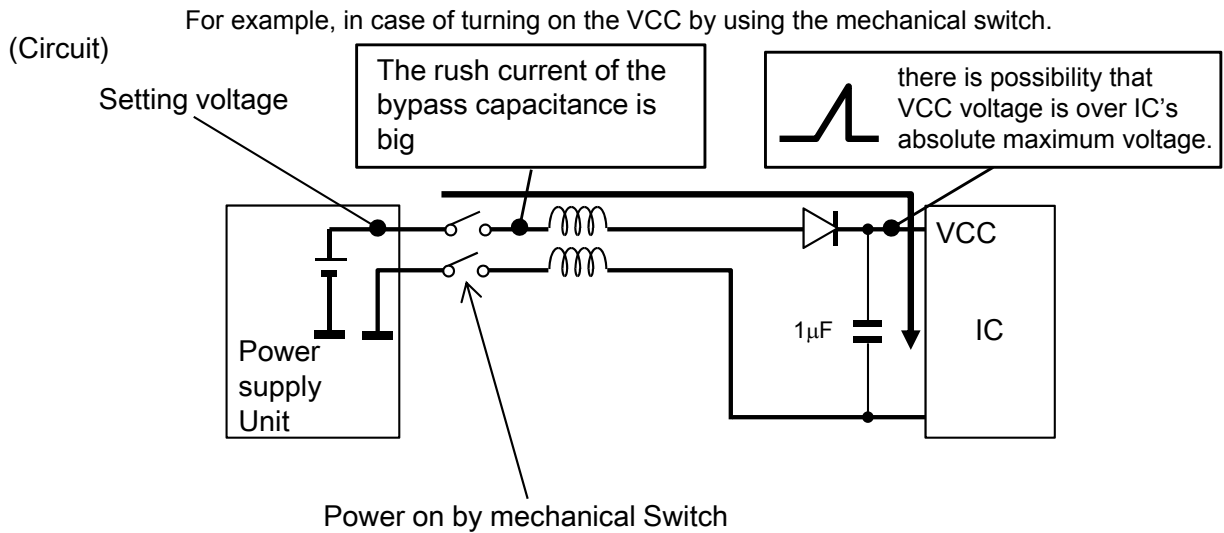 For example, in case of turning on the VCC by using the mechanical switch.
(Circuit)
The rush current of the
bypass capacitance is
big
there is possibility that
VCC voltage is over IC’s
absolute maximum voltage.
Setting voltage
VCC
1μF
IC
Power
supply
Unit
Power on by mechanical Switch